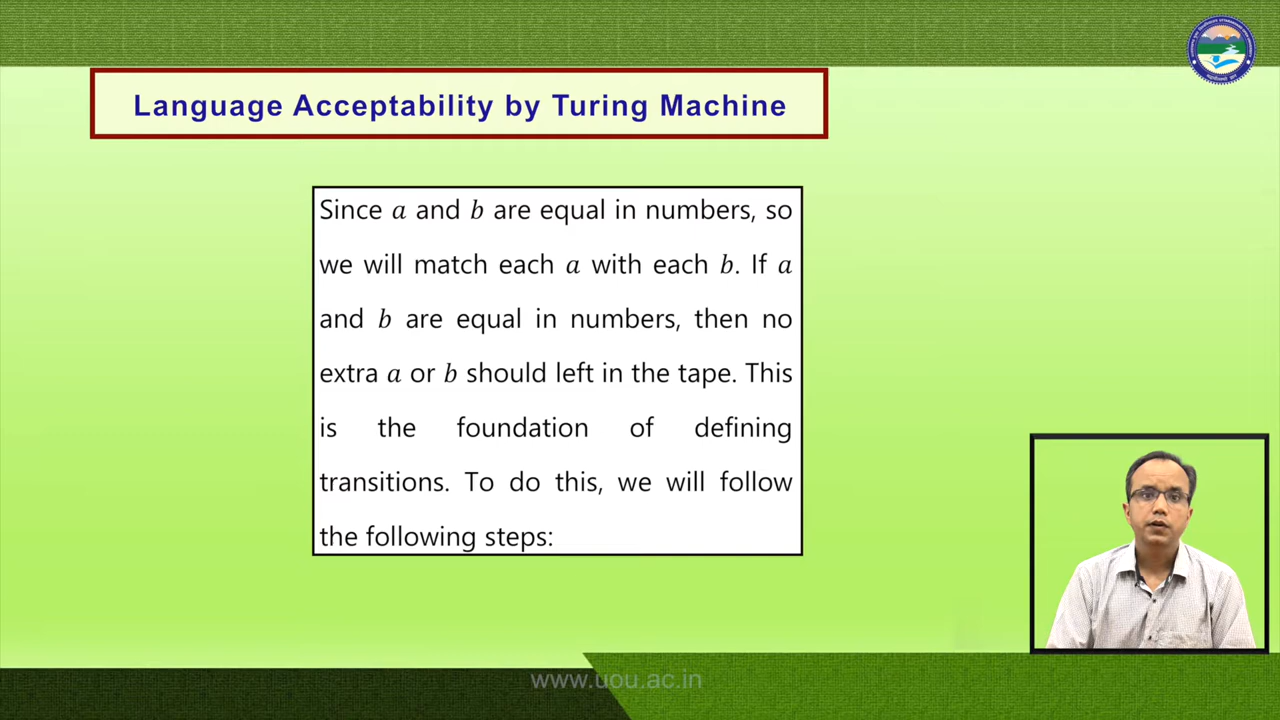 Language Acceptability by Turing Machine
Since a and b are equal in numbers, so
we will match each a with each b. If a
and b are equal in numbers, then no
extra a or b should left in the tape. This
is the foundation of defining
transitions. To do this, we will follow
the following steps:
www.uou.ac.in